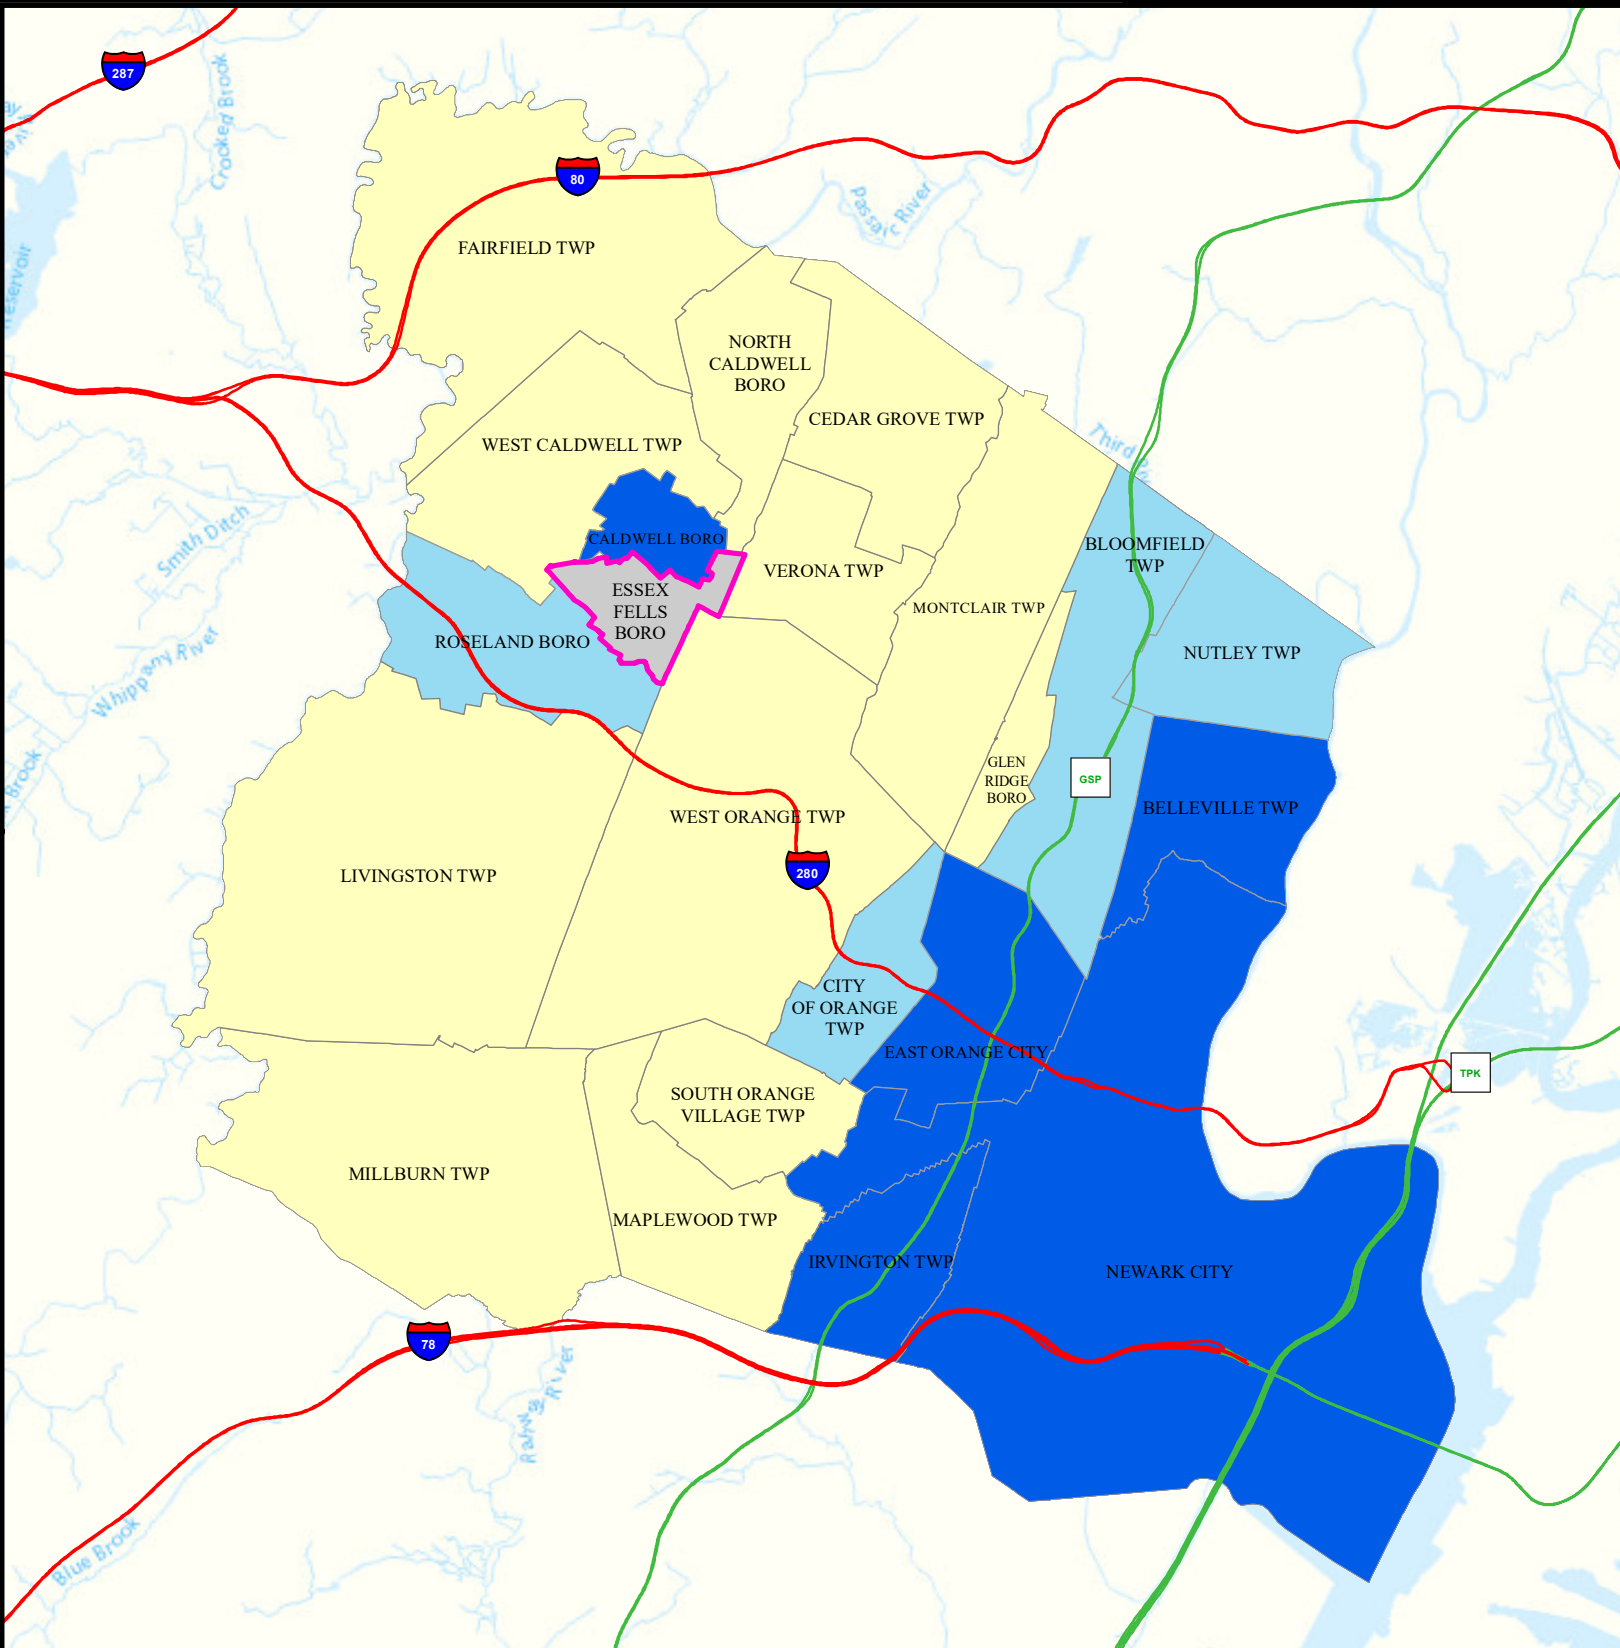 287
Crooked Brook
80
Passaic River
FAIRFIELD TWP
Reservoir
NORTH
CALDWELL
BORO
CEDAR GROVE TWP
WEST CALDWELL TWP
Third
Smith Ditch
CALDWELL BORO
BLOOMFIELD
TWP
VERONA TWP
ESSEX
FELLS
BORO
MONTCLAIR TWP
ROSELAND BORO
NUTLEY TWP
Whippany River
GLEN
RIDGE
BORO
GSP
Brook
BELLEVILLE TWP
WEST ORANGE TWP
280
LIVINGSTON TWP
CITY
OF ORANGE
TWP
EAST ORANGE CITY
TPK
SOUTH ORANGE
VILLAGE TWP
MILLBURN TWP
MAPLEWOOD TWP
IRVINGTON TWP
NEWARK CITY
78
Rahway River
Blue Brook